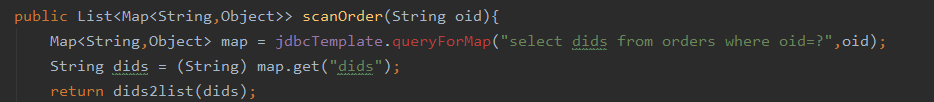 public List<Map<String,Object>> scanOrder(String oid){
Map<String,Object> map = jdbcTemplate.queryForMap("select dids from orders where oid=?",oid);
String dids = (String) map.get("dids");
return dids2list(dids);